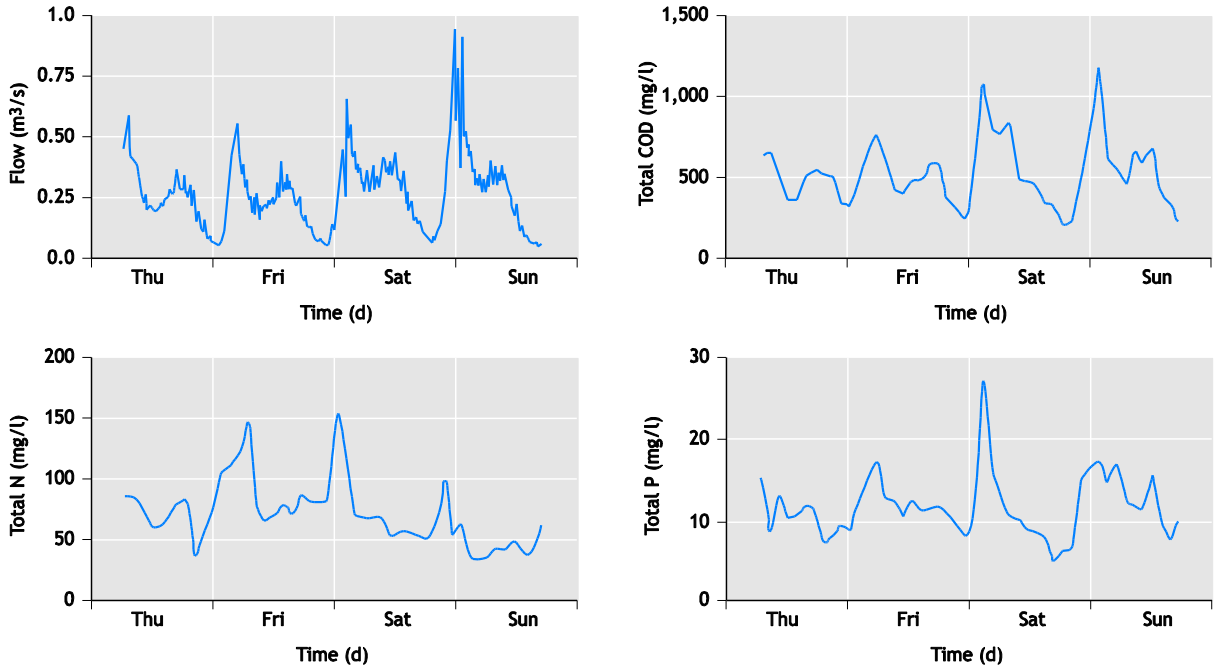 Flow (m3/s)
1.0
0.75
0.50
0.25
0.0
Thu Fri Sat Sun
Time (d)
Total COD (mg/l)
1,500
1,000
500
0
Thu Fri Sat Sun
Time (d)
Total N (mg/l)
200
150
100
50
0
Thu Fri Sat Sun
Time (d)
Total P (mg/l)
30
20
10
0
Thu Fri Sat Sun
Time (d)